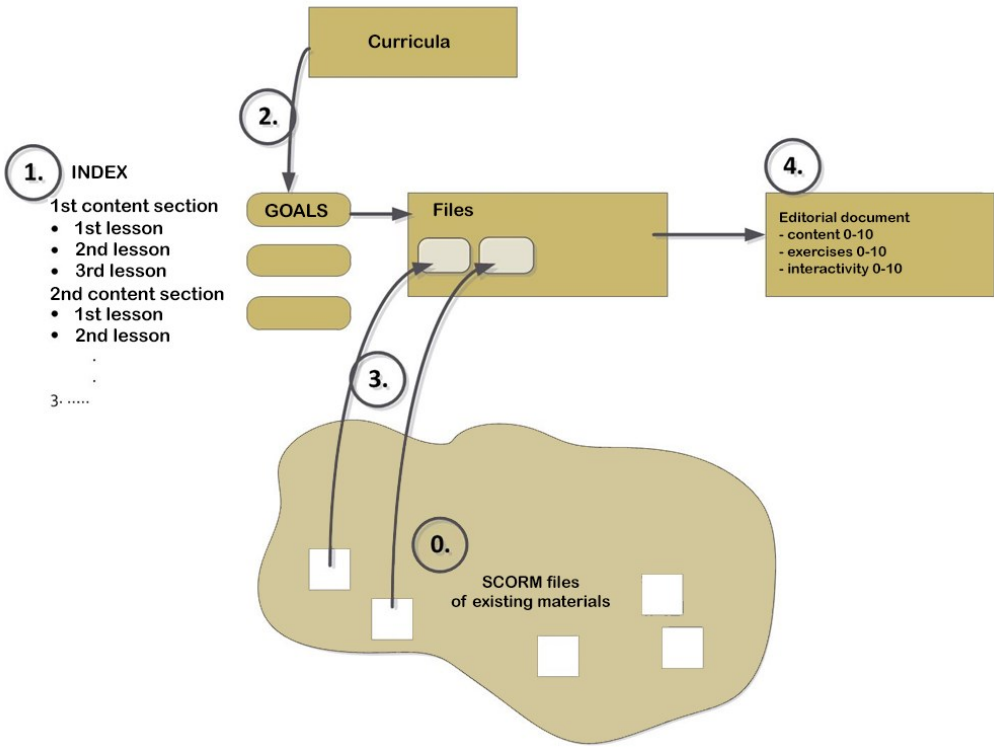 Curricula
2.
1.
INDEX
1st content section
• 1st lesson
• 2nd lesson
• 3rd lesson
2nd content section
• 1st lesson
• 2nd lesson
.
.
3. .....
GOALS
Files
4.
Editorial document
- content 0-10
- exercises 0-10
- interactivity 0-10
3.
0.
SCORM files
of existing materials